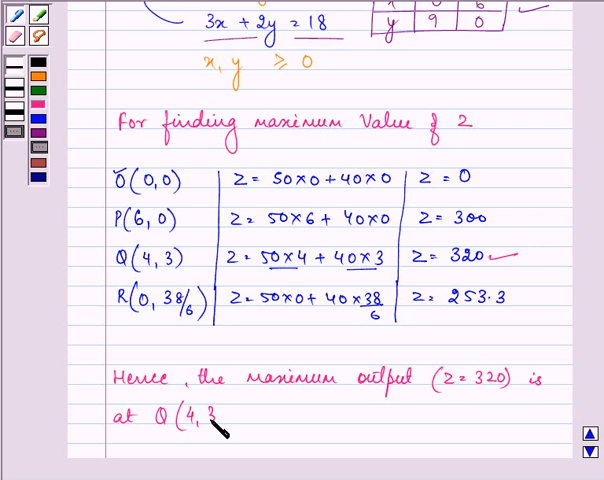 3x + 2y = 18
y 9 0
x, y ≥ 0
For finding maximum Value of Z
O(0,0) Z = 50×0+40×0 Z = 0
P(6,0) Z = 50×6 + 40×0 Z = 300
Q(4,3) Z = 50×4 + 40×3 Z = 320
R(0, 38/6) Z = 50×0+ 40×38/6 Z = 253.3
Hence, the maximum output (Z = 320) is
at Q(4,3